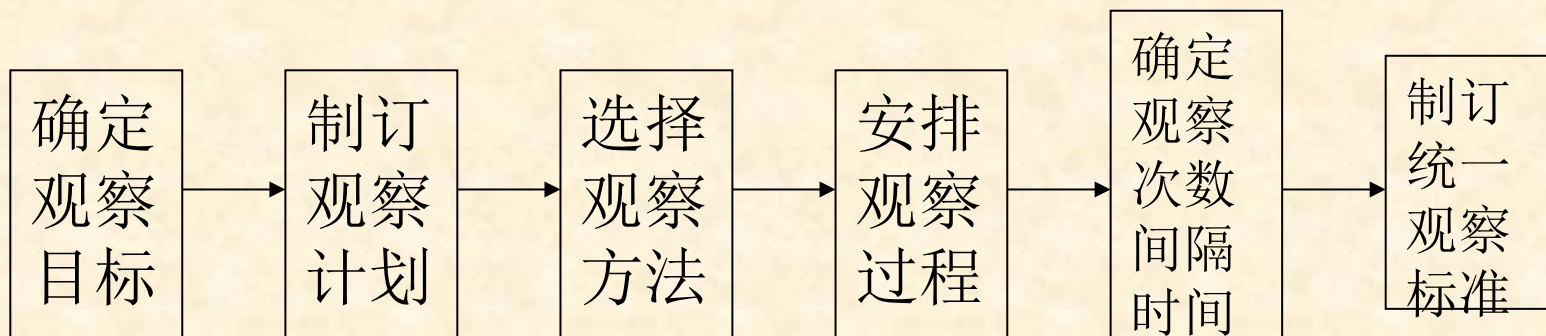 确定
观察
目标
制订
观察
计划
选择
观察
方法
安排
观察
过程
确定
观察
次数
间隔
时间
制订
统一
观察
标准